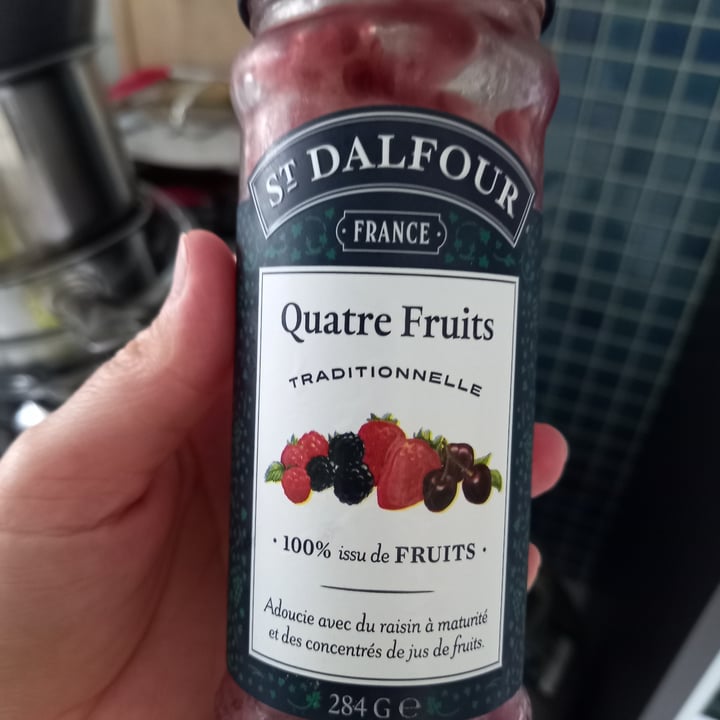 ST DALFOUR
· FRANCE ·
Quatre Fruits
TRADITIONNELLE
· 100% issu de FRUITS ·
Adoucie avec du raisin à maturité
et des concentrés de jus de fruits.
284 G ℮